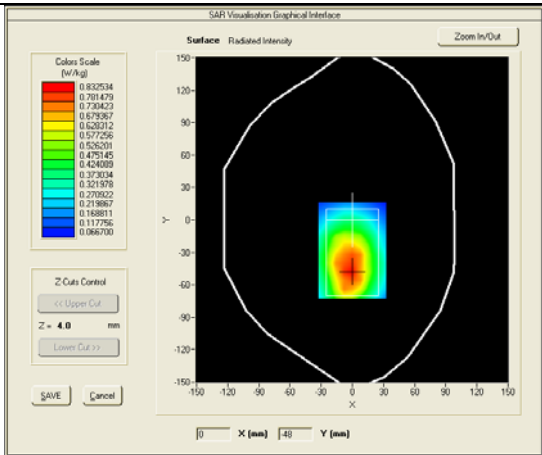 SAR Visualisation Graphical Interface
Surface Radiated Intensity
Zoom In/Out
Colors Scale
(W/kg)
0.832534
0.781479
0.730423
0.679367
0.628312
0.577256
0.526201
0.475145
0.424089
0.373034
0.321978
0.270922
0.219867
0.168811
0.117756
0.066700
150
120
90
60
30
0
-30
-60
-90
-120
-150
Y
-150 -120 -90 -60 -30 0 30 60 90 120 150
X
Z Cuts Control
<< Upper Cut
Z = 4.0 mm
Lower Cut >>
SAVE Cancel
0 X (mm) -48 Y (mm)